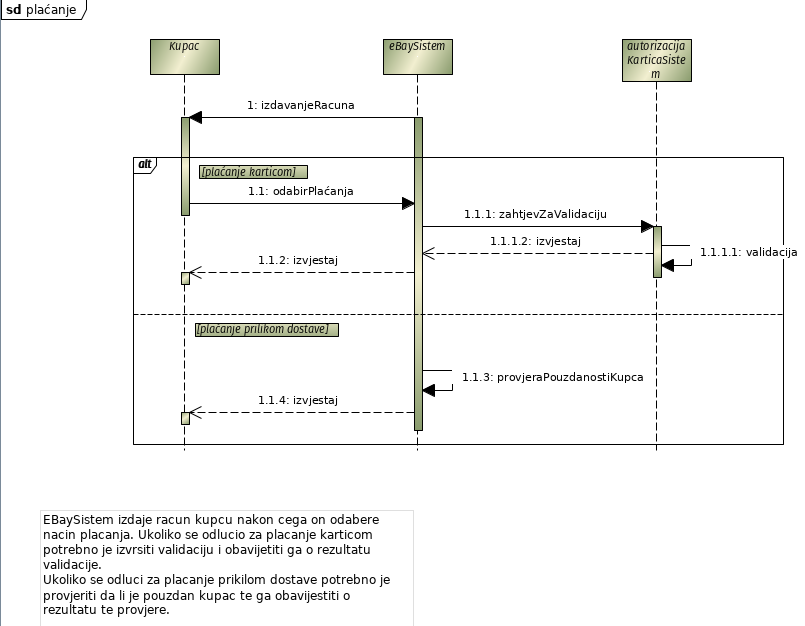 sd plaćanje
Kupac
eBaySistem
autorizacija
KarticaSiste
m
1: izdavanjeRacuna
alt
[plaćanje karticom]
1.1: odabirPlaćanja
1.1.1: zahtjevZaValidaciju
1.1.1.2: izvjestaj
1.1.1.1: validacija
1.1.2: izvjestaj
[plaćanje prilikom dostave]
1.1.3: provjeraPouzdanostiKupca
1.1.4: izvjestaj
EBaySistem izdaje racun kupcu nakon cega on odabere
nacin placanja. Ukoliko se odlucio za placanje karticom
potrebno je izvrsiti validaciju i obavijetiti ga o rezultatu
validacije.
Ukoliko se odluci za placanje prikilom dostave potrebno je
provjeriti da li je pouzdan kupac te ga obavijestiti o
rezultatu te provjere.